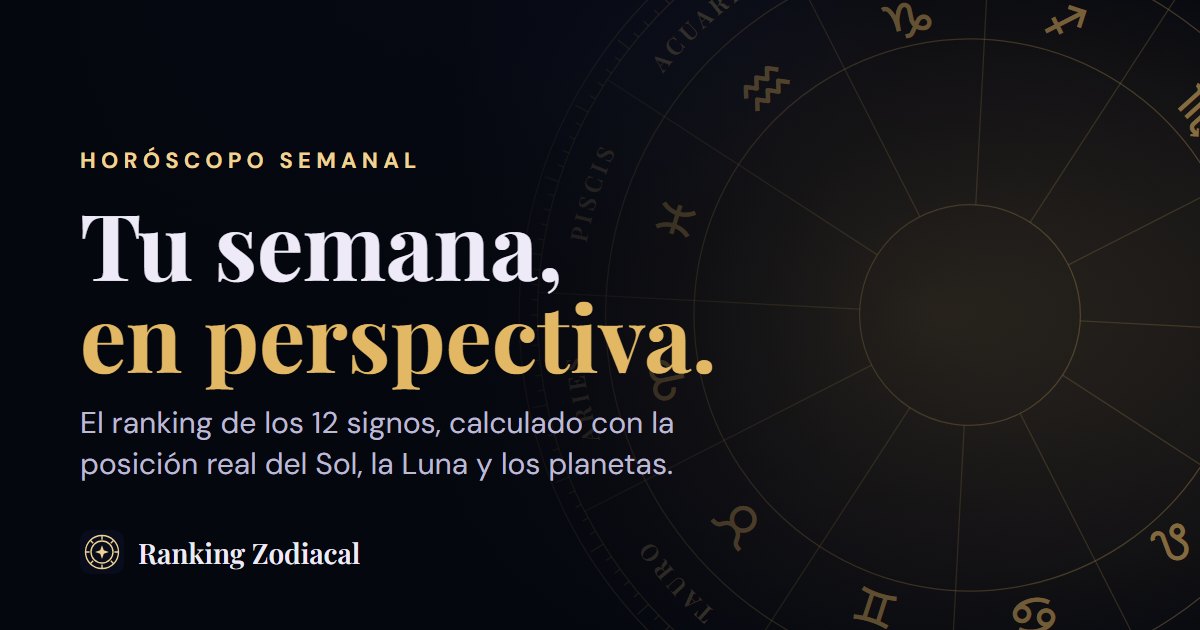 HORÓSCOPO SEMANAL
Tu semana,
en perspectiva.
El ranking de los 12 signos, calculado con la
posición real del Sol, la Luna y los planetas.
Ranking Zodiacal
PISCIS
TAURO